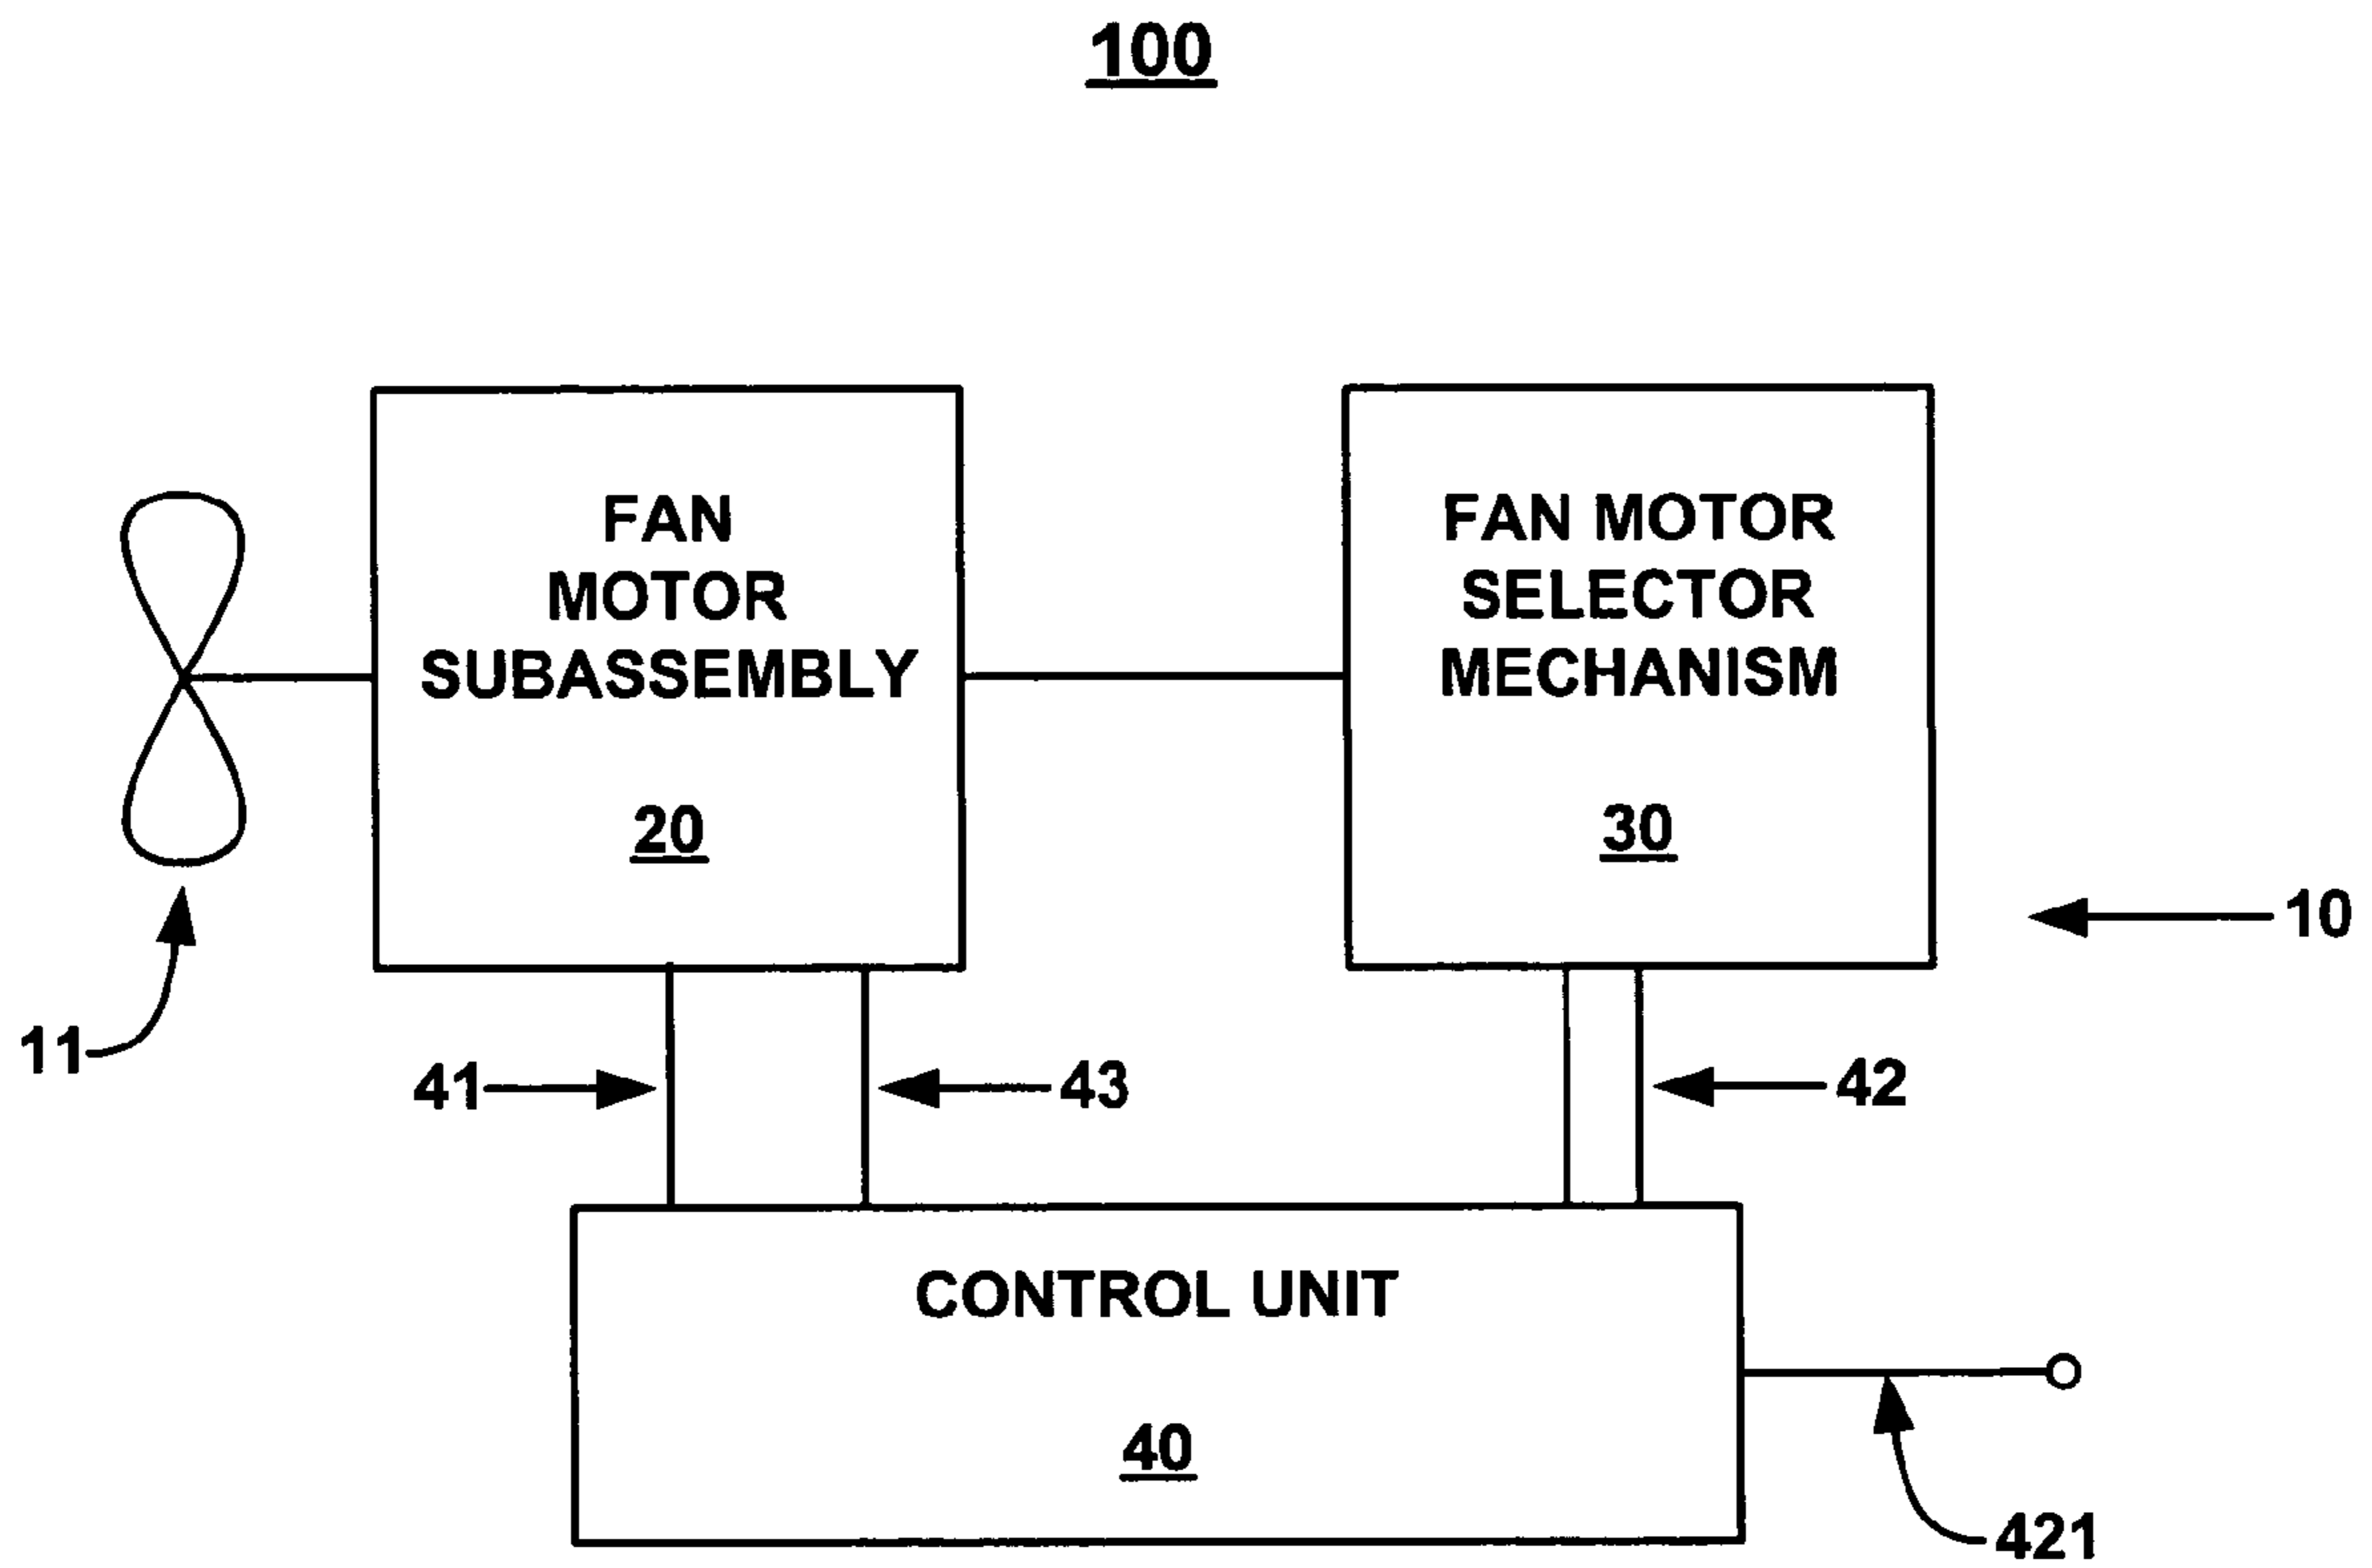 100
FAN
MOTOR
SUBASSEMBLY
20
FAN MOTOR
SELECTOR
MECHANISM
30
10
11
41
43
42
CONTROL UNIT
40
421